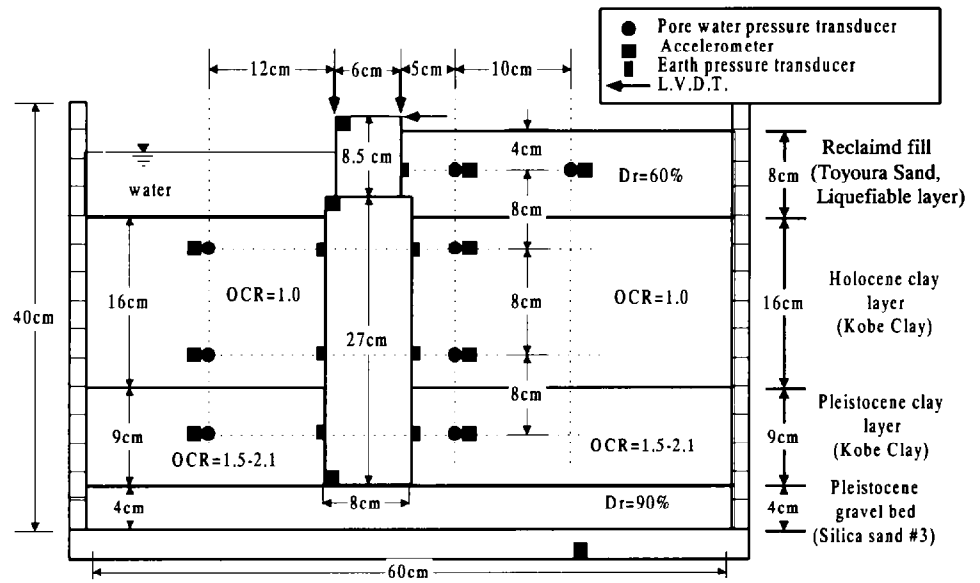 Pore water pressure transducer
Accelerometer
Earth pressure transducer
L.V.D.T.
12cm
6cm
5cm
10cm
8.5 cm
4cm
Dr=60%
8cm
Reclaimd fill
(Toyoura Sand,
Liquefiable layer)
8cm
water
40cm
16cm
OCR=1.0
27cm
8cm
OCR=1.0
16cm
Holocene clay
layer
(Kobe Clay)
8cm
9cm
OCR=1.5-2.1
OCR=1.5-2.1
9cm
Pleistocene clay
layer
(Kobe Clay)
4cm
8cm
Dr=90%
4cm
Pleistocene
gravel bed
(Silica sand #3)
60cm